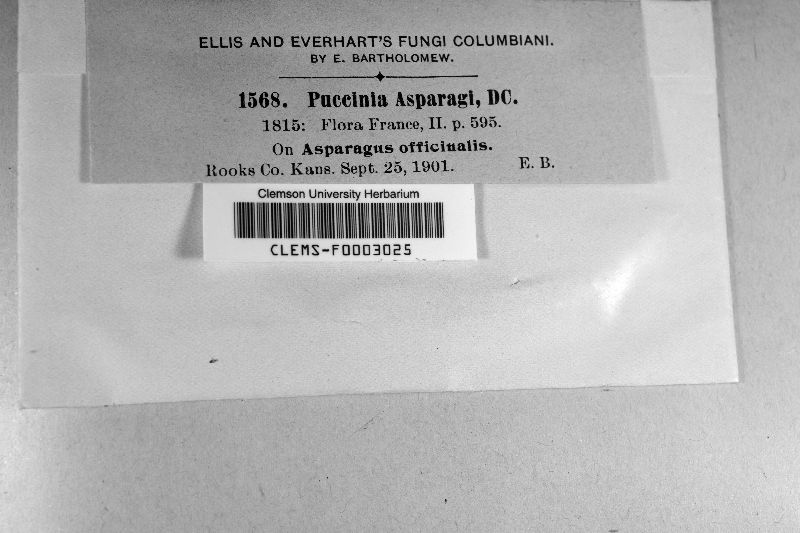 ELLIS AND EVERHART'S FUNGI COLUMBIANI.
BY E. BARTHOLOMEW.
1568. Puccinia Asparagi, DC.
1815: Flora France, II. p. 595.
On Asparagus officinalis.
Rooks Co. Kans. Sept. 25, 1901. E. B.
Clemson University Herbarium
CLEMS-F0003025